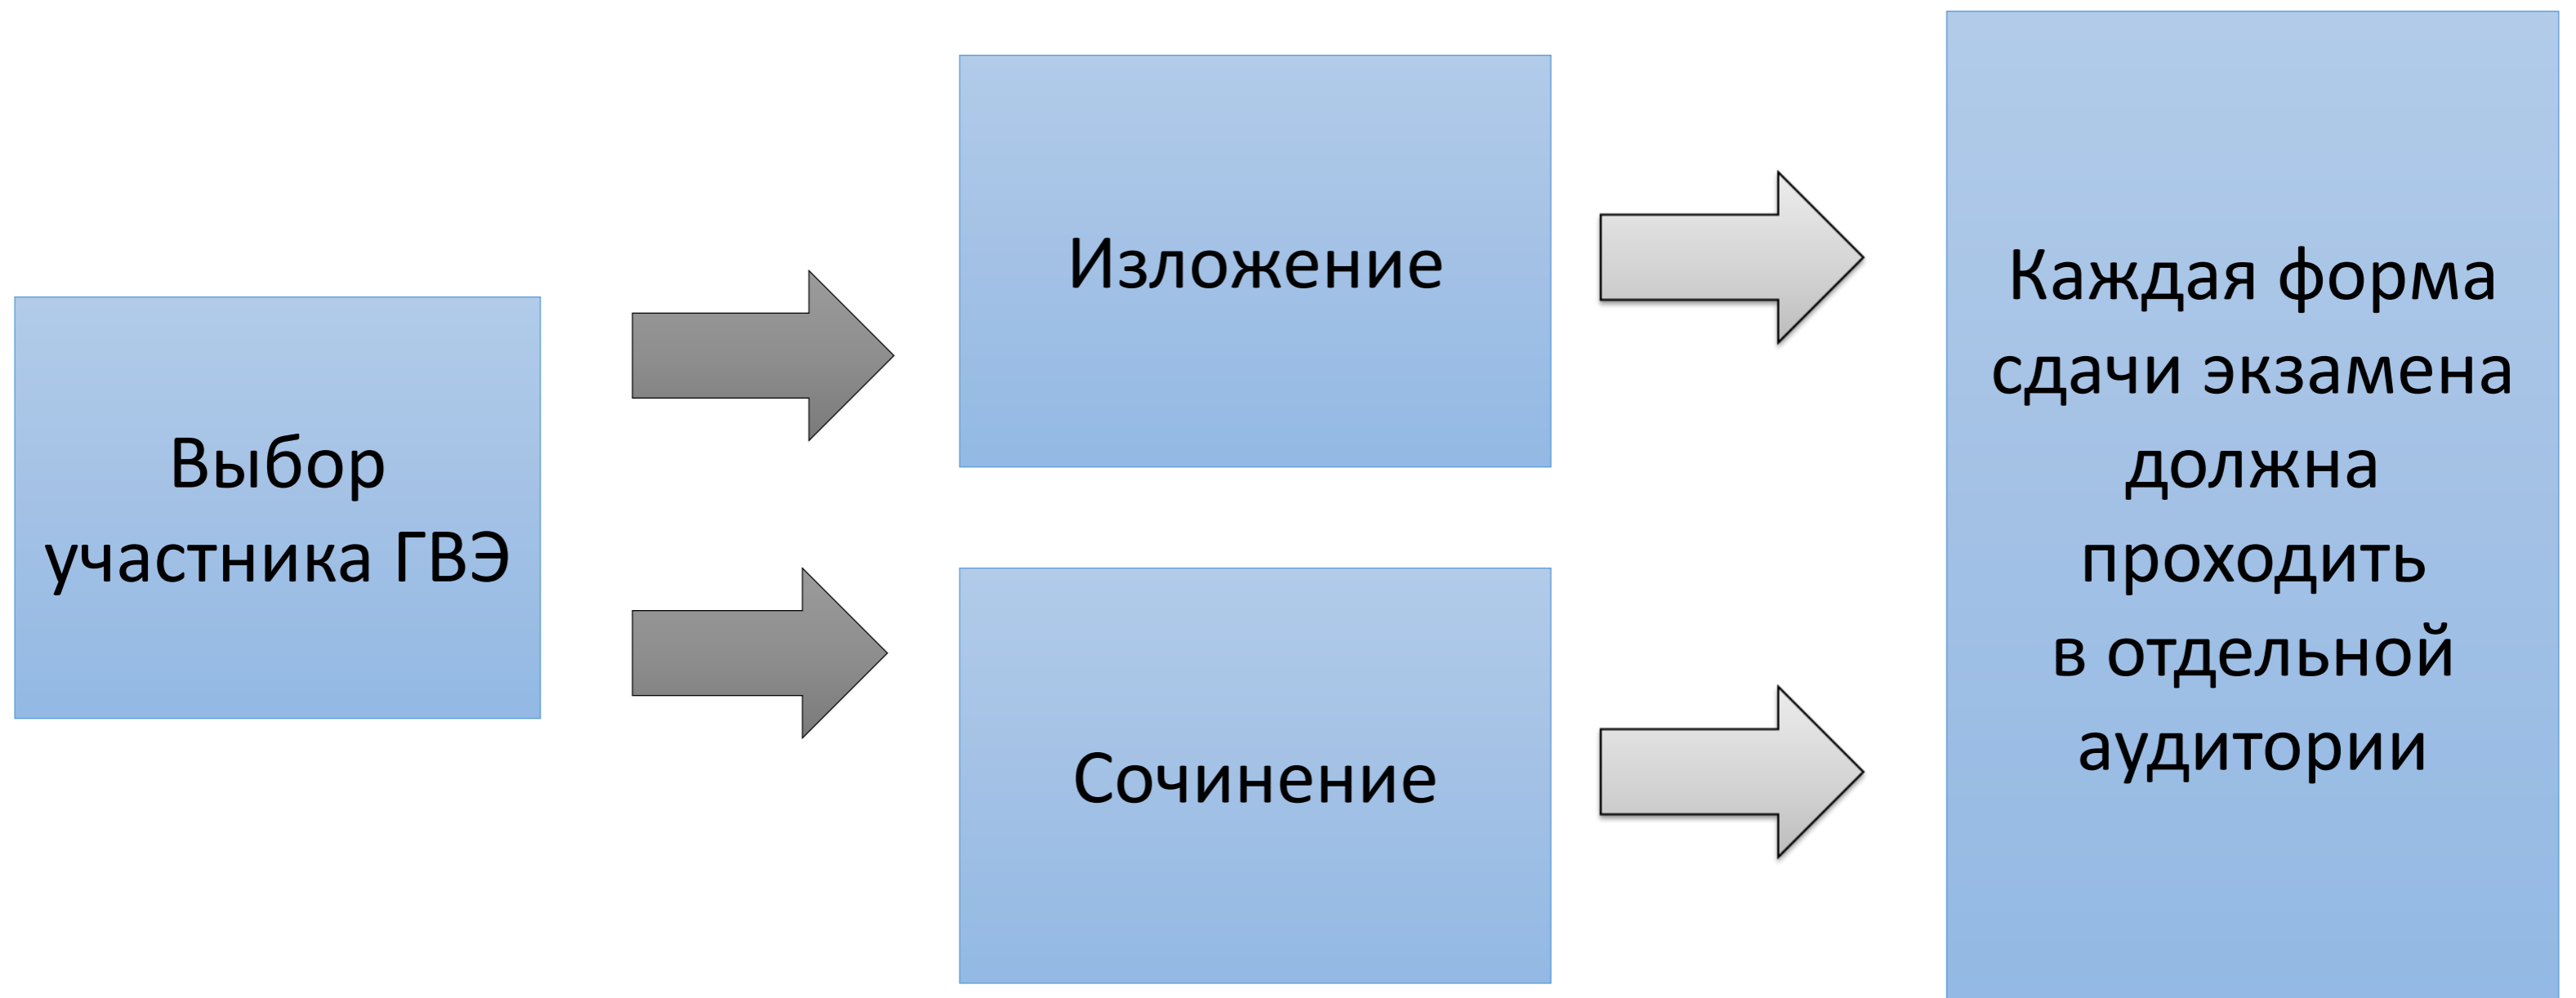 Выбор
участника ГВЭ
Изложение
Сочинение
Каждая форма
сдачи экзамена
должна
проходить
в отдельной
аудитории